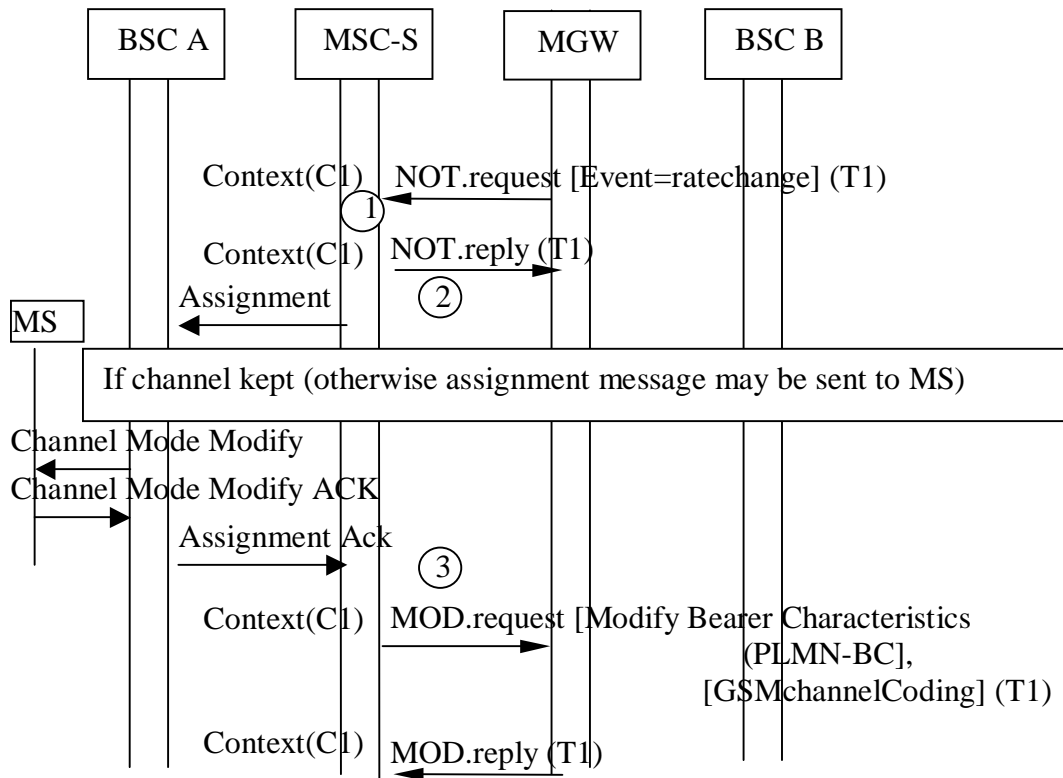 BSC A
MSC-S
MGW
BSC B
Context(C1)
NOT.request [Event=ratechange] (T1)
1
Context(C1)
NOT.reply (T1)
2
Assignment
MS
If channel kept (otherwise assignment message may be sent to MS)
Channel Mode Modify
Channel Mode Modify ACK
Assignment Ack
3
Context(C1)
MOD.request [Modify Bearer Characteristics
(PLMN-BC],
[GSMchannelCoding] (T1)
Context(C1)
MOD.reply (T1)